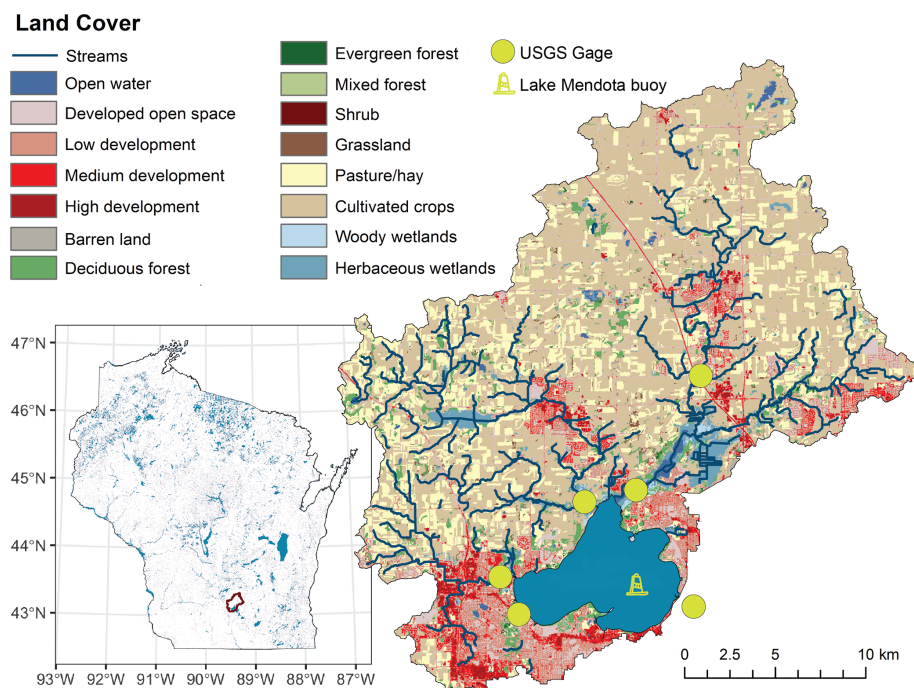 Land Cover
Streams
Open water
Developed open space
Low development
Medium development
High development
Barren land
Deciduous forest
Evergreen forest
Mixed forest
Shrub
Grassland
Pasture/hay
Cultivated crops
Woody wetlands
Herbaceous wetlands
USGS Gage
Lake Mendota buoy
47°N
46°N
45°N
44°N
43°N
93°W 92°W 91°W 90°W 89°W 88°W 87°W
0 2.5 5 10 km